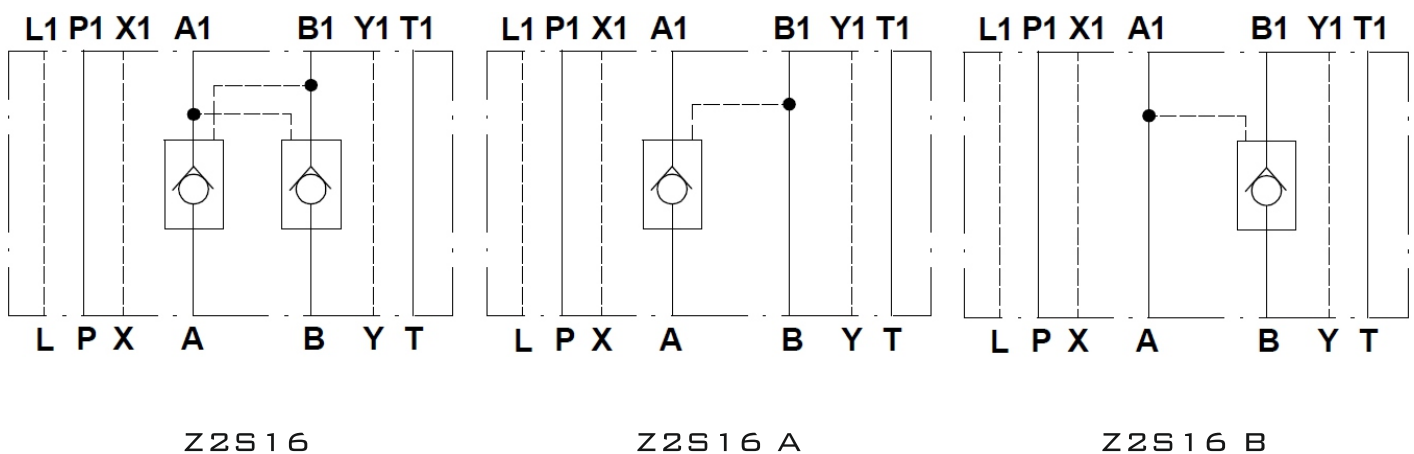 L1 P1 X1 A1 B1 Y1 T1 L1 P1 X1 A1 B1 Y1 T1 L1 P1 X1 A1 B1 Y1 T1
L P X A B Y T L P X A B Y T L P X A B Y T
Z2S16 Z2S16 A Z2S16 B